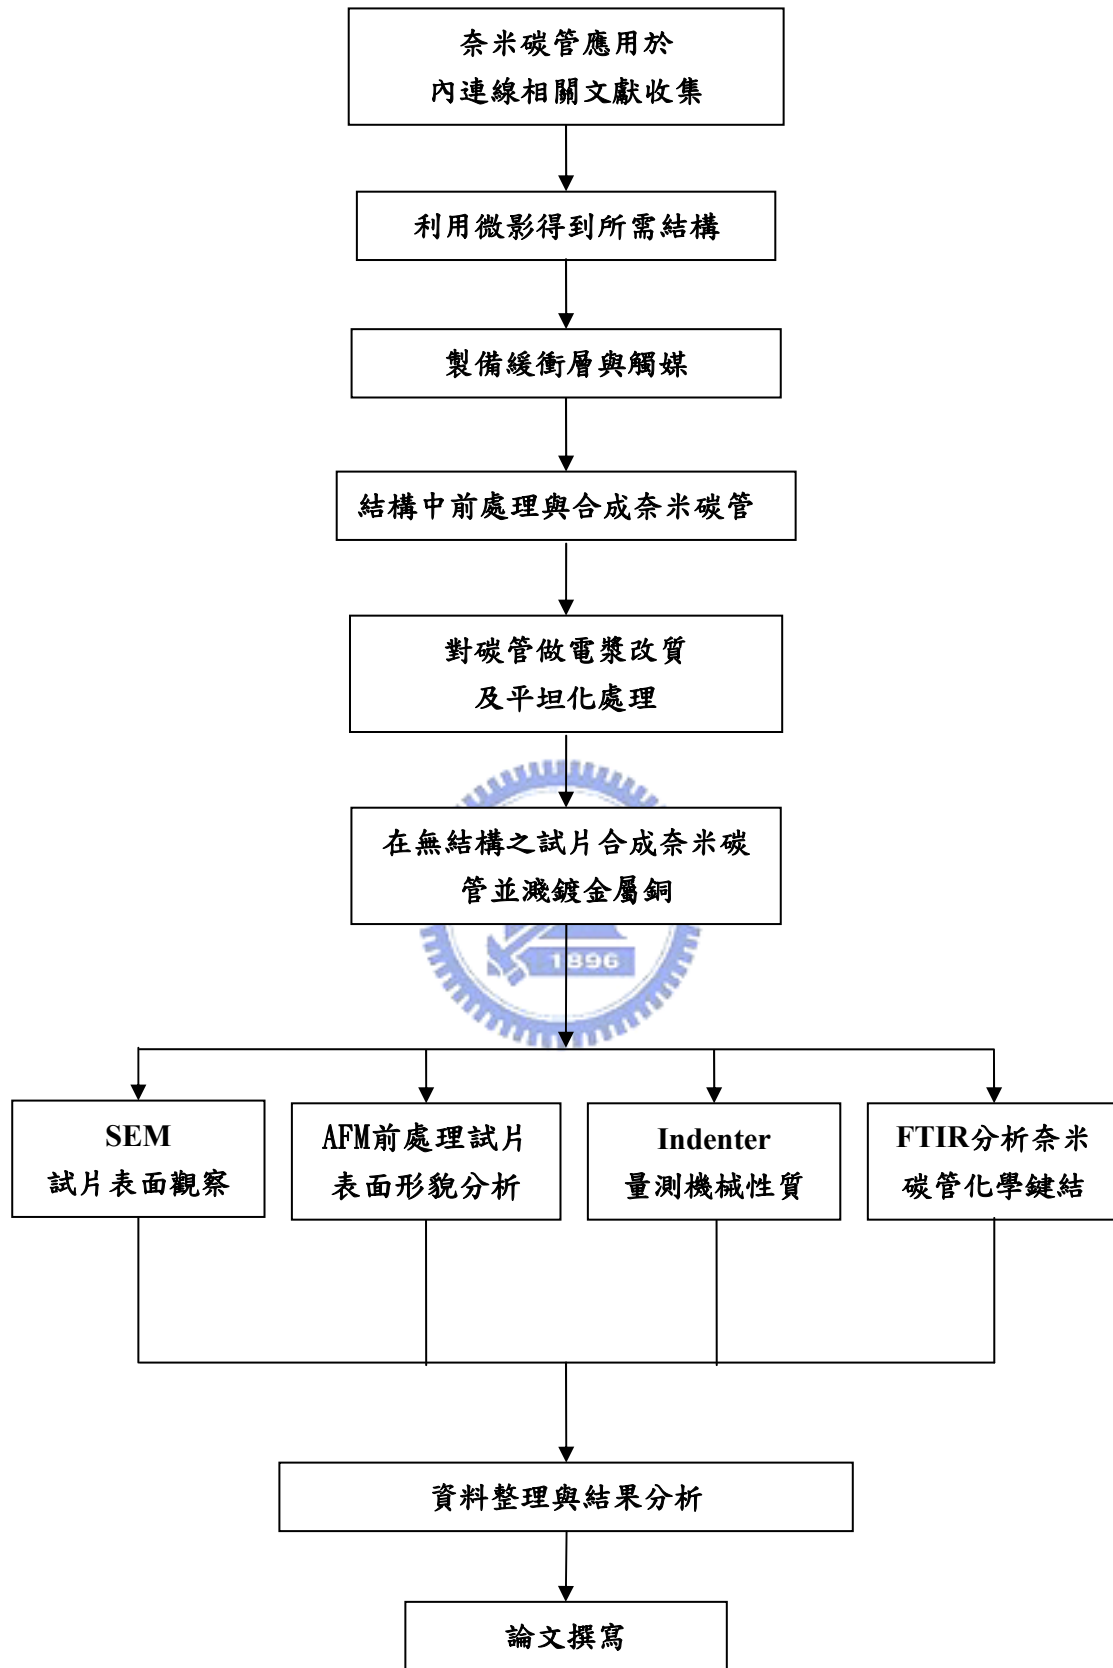 奈米碳管應用於
內連線相關文獻收集
利用微影得到所需結構
製備緩衝層與觸媒
結構中前處理與合成奈米碳管
對碳管做電漿改質
及平坦化處理
在無結構之試片合成奈米碳
管並濺鍍金屬銅
1896
SEM
試片表面觀察
AFM前處理試片
表面形貌分析
Indenter
量測機械性質
FTIR分析奈米
碳管化學鍵結
資料整理與結果分析
論文撰寫